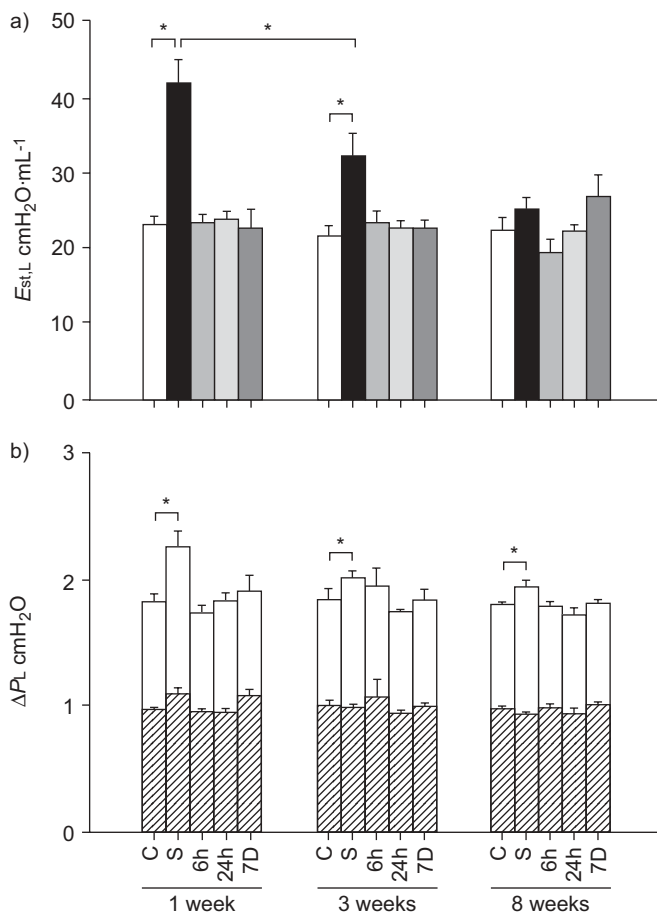 a)
50
40
30
20
10
0
Est,L cmH2O·mL-1
*
*
*
b)
3
2
1
0
ΔPL cmH2O
*
*
*
C S 6h 24h 7D C S 6h 24h 7D C S 6h 24h 7D
1 week 3 weeks 8 weeks